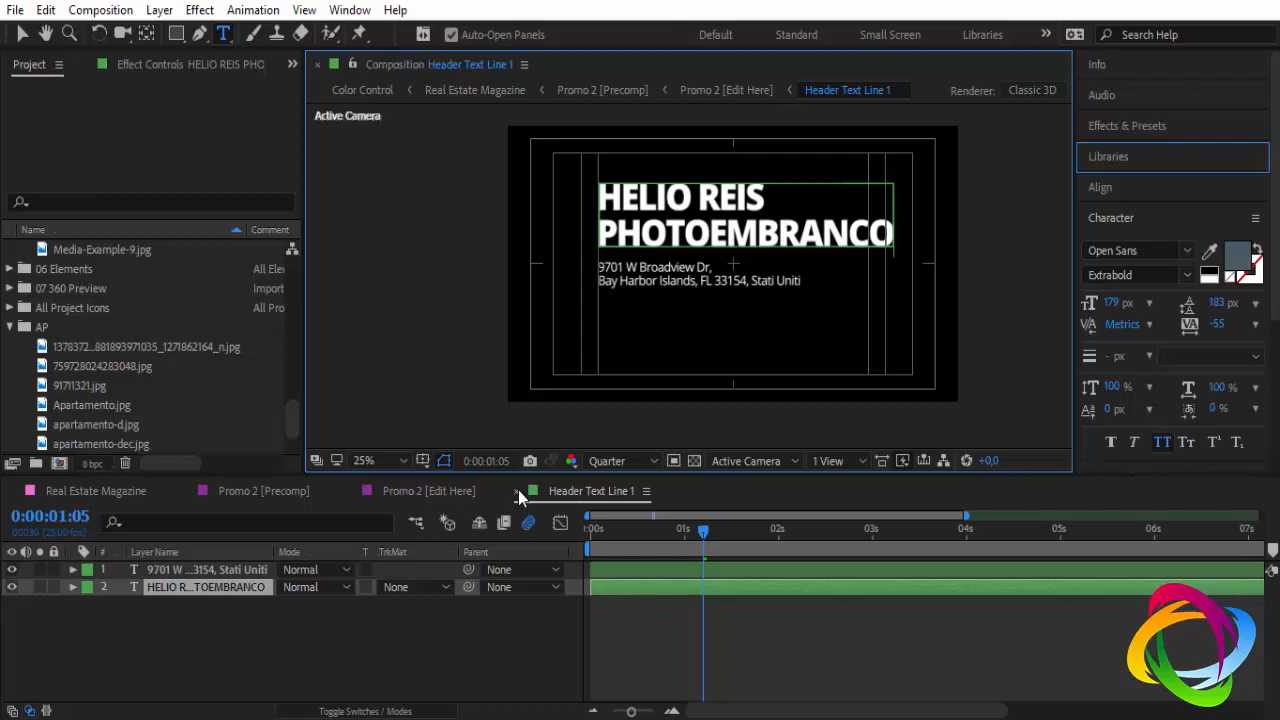 File Edit Composition Layer Effect Animation View Window Help
T Auto-Open Panels Default Standard Small Screen Libraries » Search Help
Project Effect Controls HELIO REIS PHO »
Composition Header Text Line 1
Color Control Real Estate Magazine Promo 2 [Precomp] Promo 2 [Edit Here] Header Text Line 1 Renderer: Classic 3D
Active Camera
HELIO REIS
PHOTOEMBRANCO
9701 W Broadview Dr,
Bay Harbor Islands, FL 33154, Stati Uniti
Name Comment
Media-Example-9.jpg
06 Elements All Eler
07 360 Preview Import
All Project Icons All Pro
AP
1378372...881893971035_1271862164_n.jpg
759728024283048.jpg
91711321.jpg
Apartamento.jpg
apartamento-d.jpg
apartamento-dec.jpg
8 bpc
25% 0:00:01:05 Quarter Active Camera 1 View +0,0
Info
Audio
Effects & Presets
Libraries
Align
Character
Open Sans
Extrabold
179 px 183 px
Metrics -55
- px
100 % 100 %
0 px 0 %
T T TT Tт T¹ T₁
Real Estate Magazine Promo 2 [Precomp] Promo 2 [Edit Here] × Header Text Line 1
0:00:01:05
00030 (25.00 fps)
:00s 01s 02s 03s 04s 05s 06s 07s
# Layer Name Mode T TrkMat Parent
1 T 9701 W ...3154, Stati Uniti Normal None
2 T HELIO R...TOEMBRANCO Normal None None
Toggle Switches / Modes